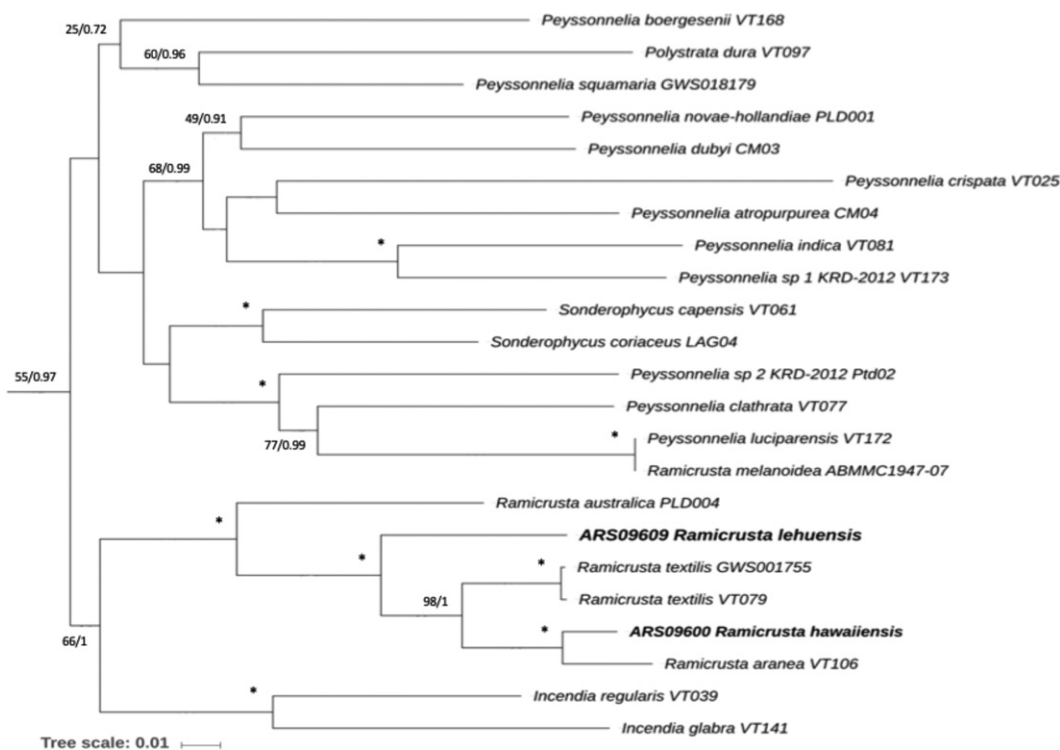 25/0.72
Peyssonnelia boergesenii VT168
60/0.96
Polystrata dura VT097
Peyssonnelia squamaria GWS018179
49/0.91
Peyssonnelia novae-hollandiae PLD001
Peyssonnelia dubyi CM03
68/0.99
Peyssonnelia crispata VT025
Peyssonnelia atropurpurea CM04
*
Peyssonnelia indica VT081
Peyssonnelia sp 1 KRD-2012 VT173
*
Sonderophycus capensis VT061
Sonderophycus coriaceus LAG04
55/0.97
*
Peyssonnelia sp 2 KRD-2012 Ptd02
Peyssonnelia clathrata VT077
77/0.99
*
Peyssonnelia luciparensis VT172
Ramicrusta melanoidea ABMMC1947-07
Ramicrusta australica PLD004
*
ARS09609 Ramicrusta lehuensis
*
*
Ramicrusta textilis GWS001755
98/1
Ramicrusta textilis VT079
*
ARS09600 Ramicrusta hawaiiensis
66/1
Ramicrusta aranea VT106
*
Incendia regularis VT039
Incendia glabra VT141
Tree scale: 0.01